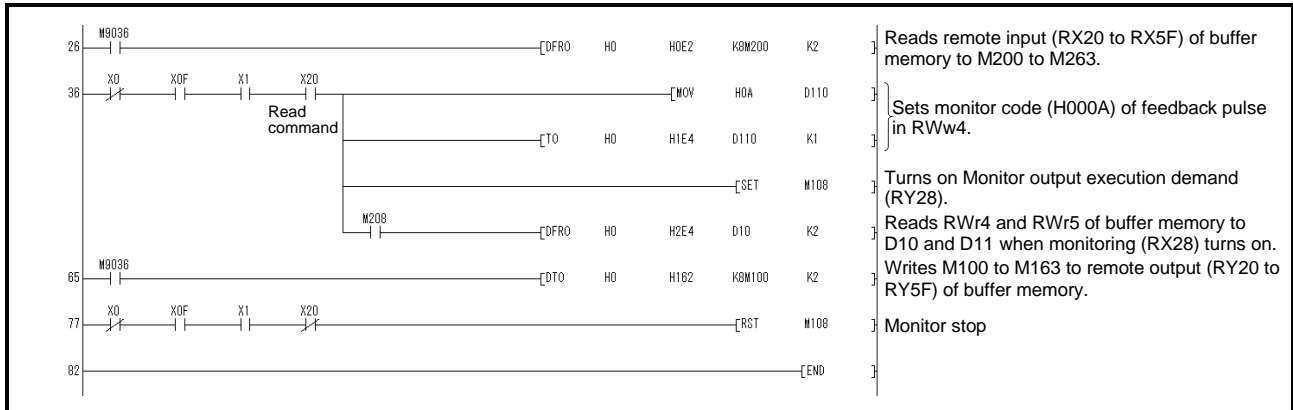 M9036
26 DFRO H0 H0E2 K8M200 K2
Reads remote input (RX20 to RX5F) of buffer
memory to M200 to M263.
X0 X0F X1 X20
36 MOV H0A D110
Read
command
Sets monitor code (H000A) of feedback pulse
in RWw4.
TO H0 H1E4 D110 K1
SET M108
Turns on Monitor output execution demand
(RY28).
M208
DFRO H0 H2E4 D10 K2
Reads RWr4 and RWr5 of buffer memory to
D10 and D11 when monitoring (RX28) turns on.
M9036
65 DTO H0 H162 K8M100 K2
Writes M100 to M163 to remote output (RY20 to
RY5F) of buffer memory.
X0 X0F X1 X20
77 RST M108
Monitor stop
82 END